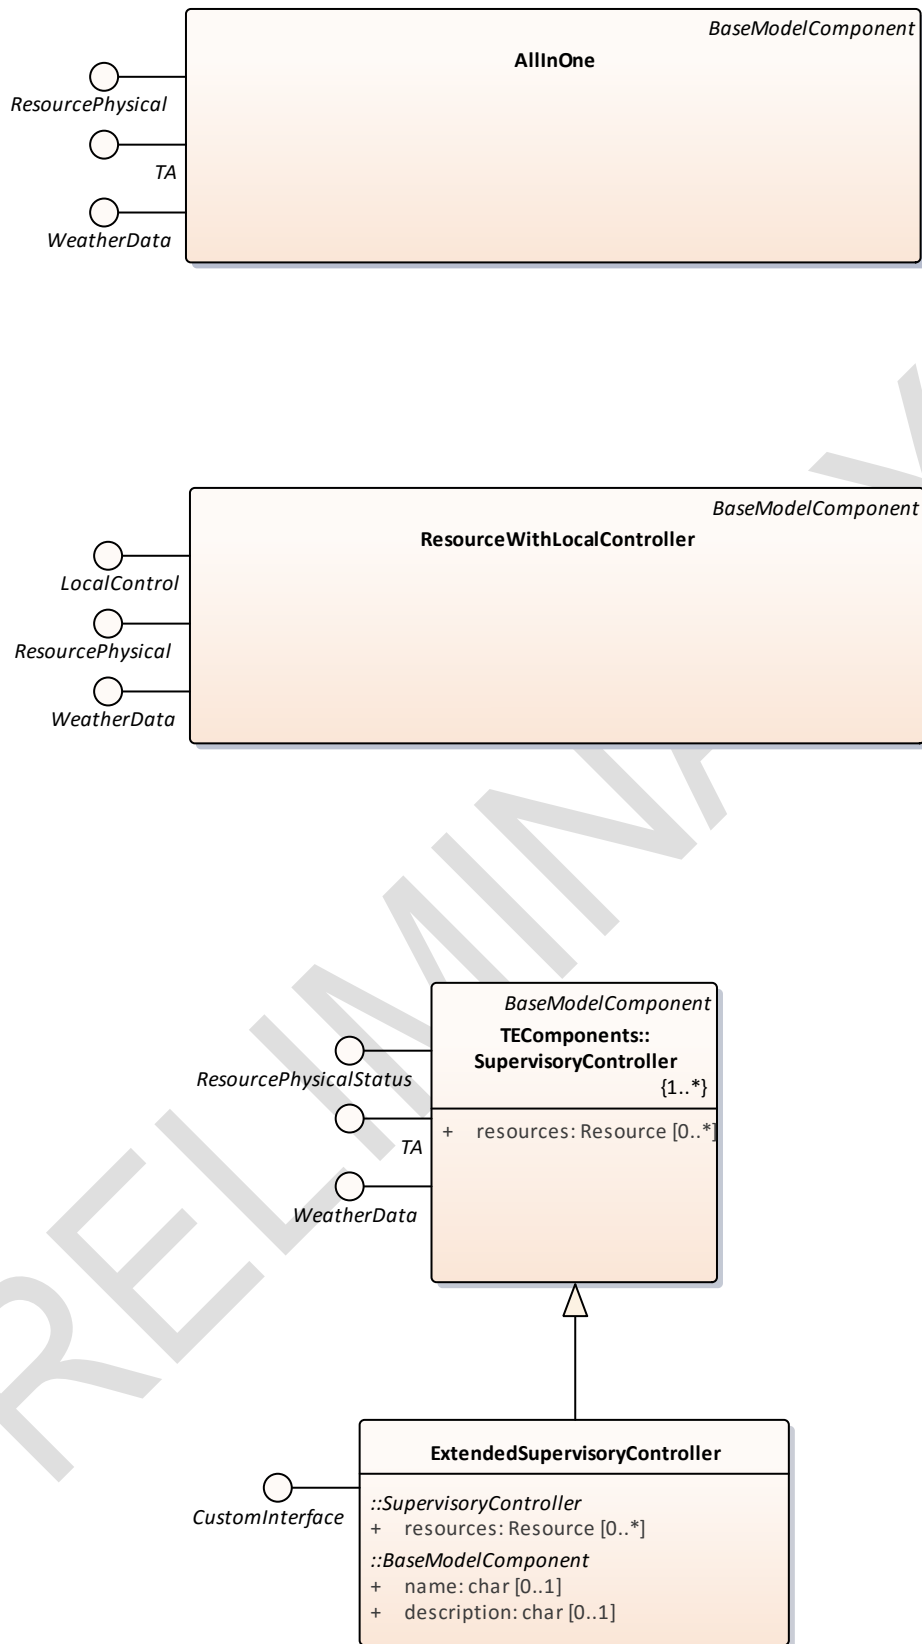 BaseModelComponent
AllInOne
ResourcePhysical
TA
WeatherData
BaseModelComponent
ResourceWithLocalController
LocalControl
ResourcePhysical
WeatherData
BaseModelComponent
TEComponents::
SupervisoryController
{1..*}
ResourcePhysicalStatus
+ resources: Resource [0..*]
TA
WeatherData
ExtendedSupervisoryController
CustomInterface
::SupervisoryController
+ resources: Resource [0..*]
::BaseModelComponent
+ name: char [0..1]
+ description: char [0..1]